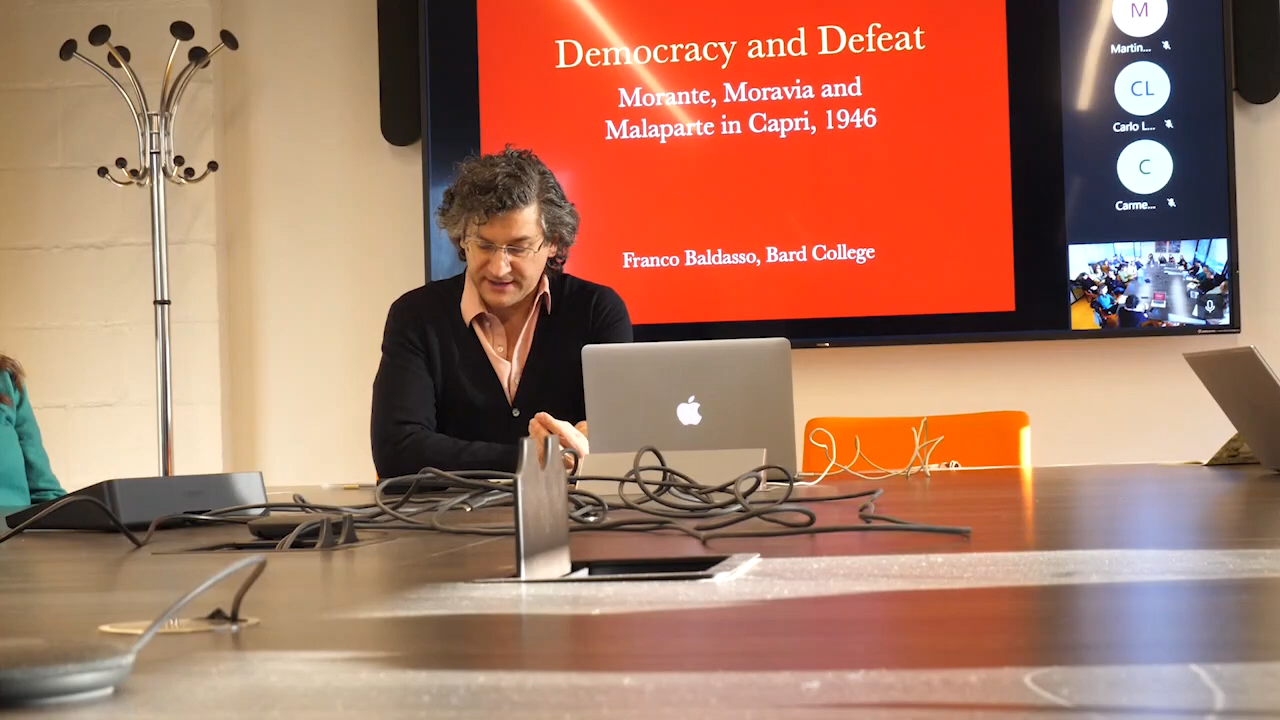 Democracy and Defeat
Morante, Moravia and
Malaparte in Capri, 1946
Franco Baldasso, Bard College
M
Martin...
CL
Carlo L...
C
Carme...